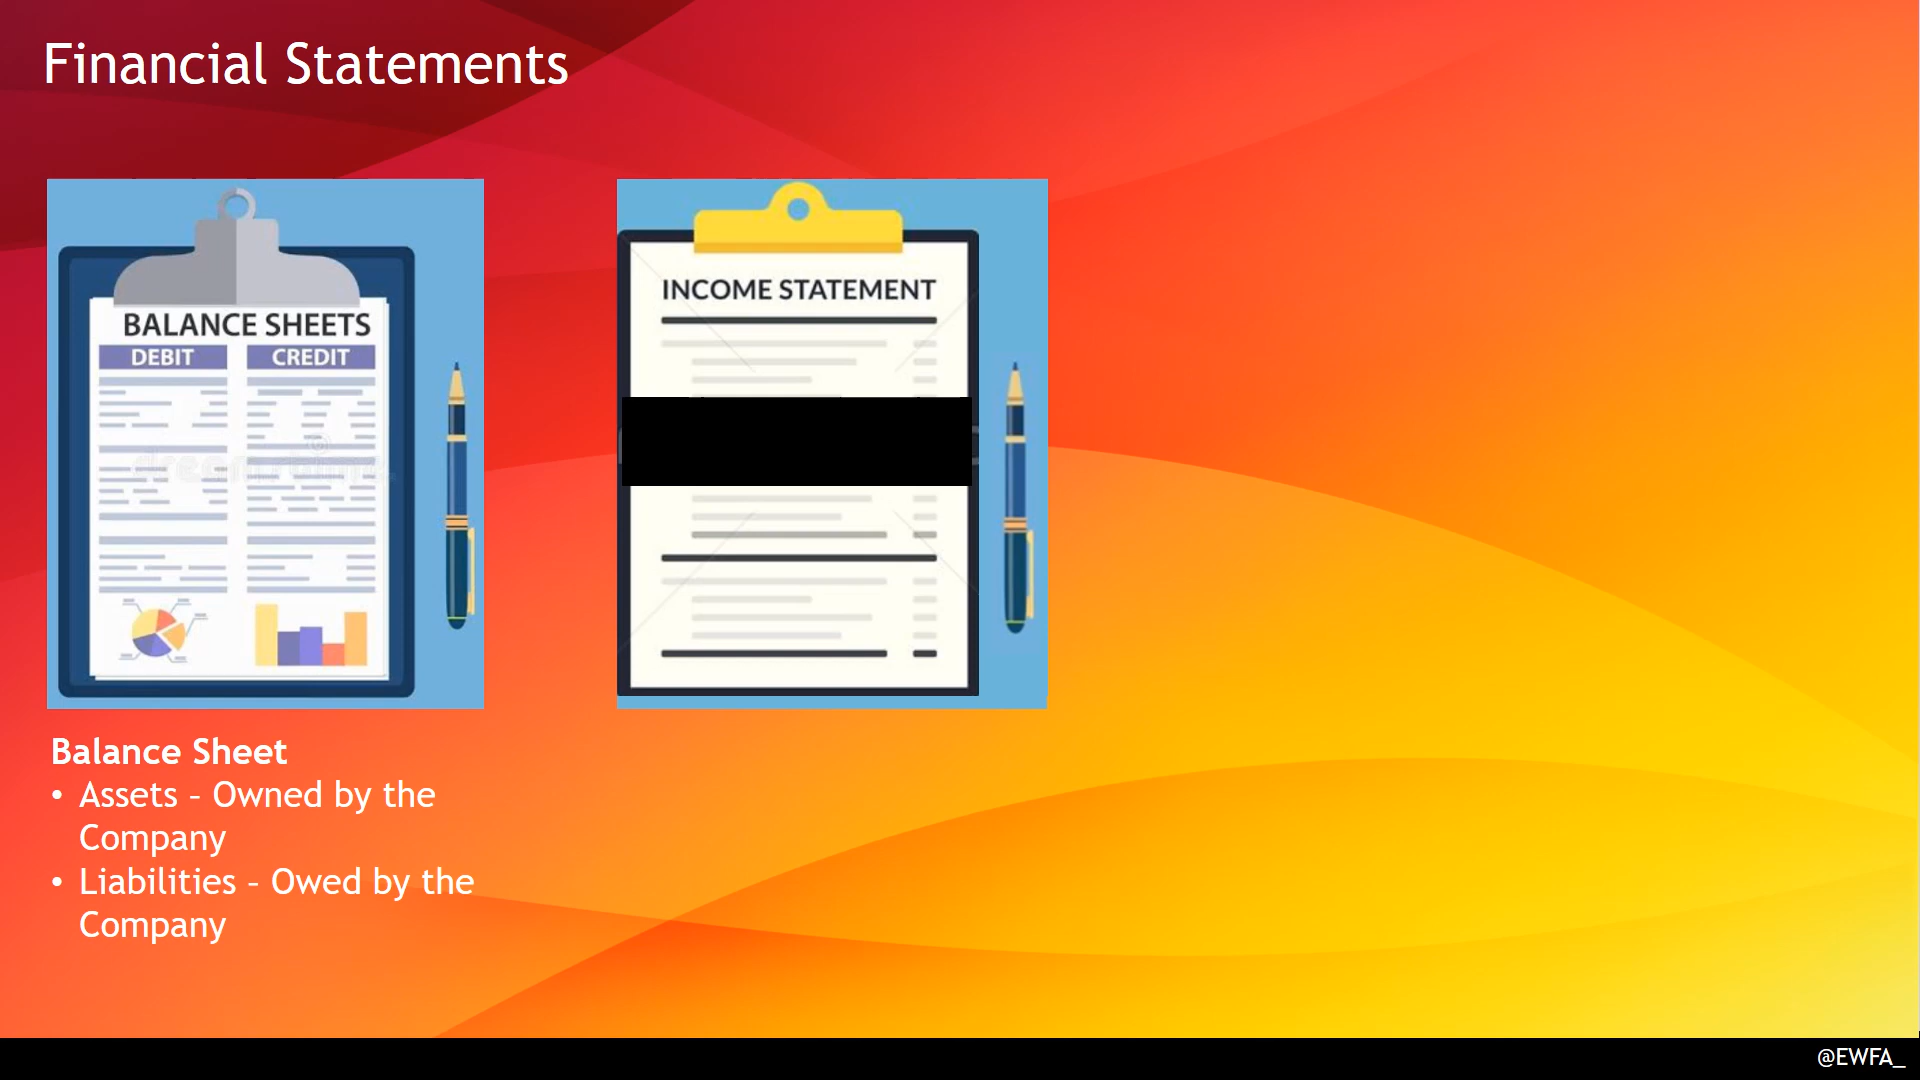 Financial Statements
BALANCE SHEETS
DEBIT
CREDIT
dreamstime
INCOME STATEMENT
Balance Sheet
• Assets – Owned by the
Company
• Liabilities – Owed by the
Company
@EWFA_